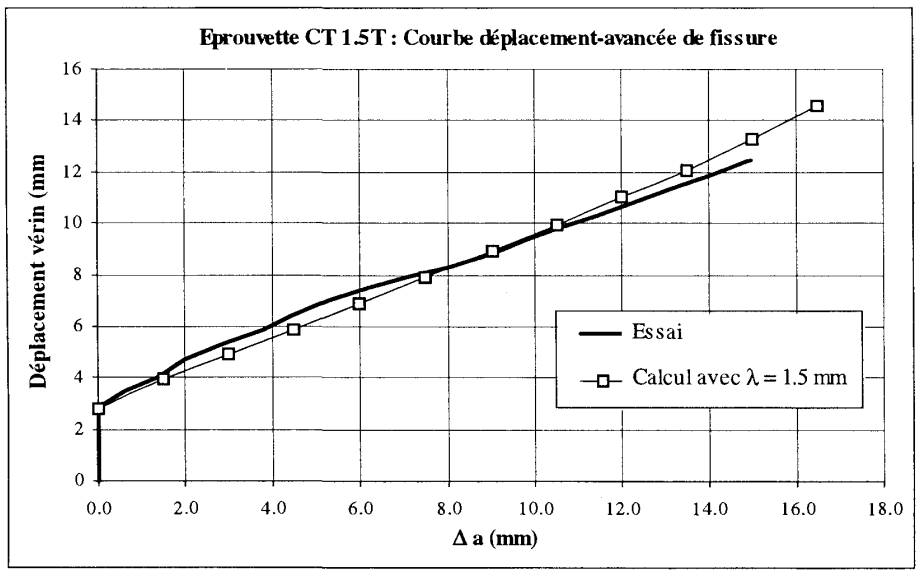 Eprouvette CT 1.5T : Courbe déplacement-avancée de fissure
Déplacement vérin (mm
16
14
12
10
8
6
4
2
0
Essai
Calcul avec λ = 1.5 mm
0.0 2.0 4.0 6.0 8.0 10.0 12.0 14.0 16.0 18.0
Δ a (mm)